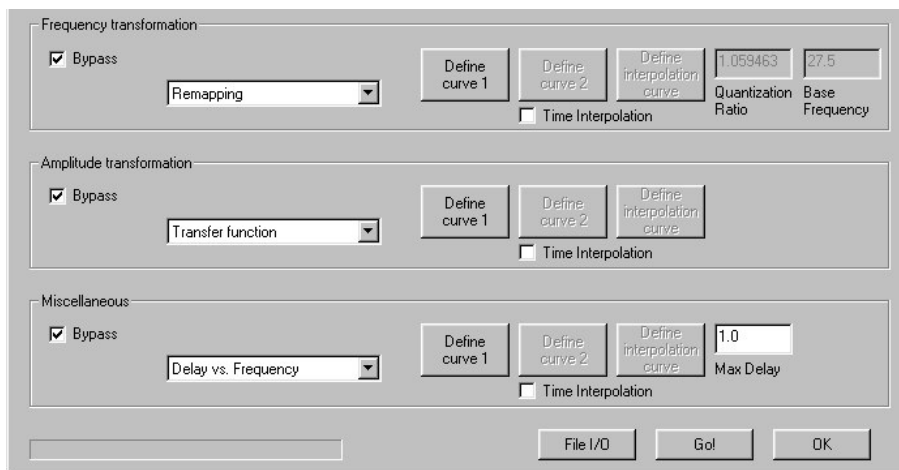 Frequency transformation
Bypass
Remapping
Define
curve 1
Define
curve 2
Define
interpolation
curve
1.059463
27.5
Quantization
Ratio
Base
Frequency
Time Interpolation
Amplitude transformation
Bypass
Transfer function
Define
curve 1
Define
curve 2
Define
interpolation
curve
Time Interpolation
Miscellaneous
Bypass
Delay vs. Frequency
Define
curve 1
Define
curve 2
Define
interpolation
curve
1.0
Max Delay
Time Interpolation
File I/O
Go!
OK